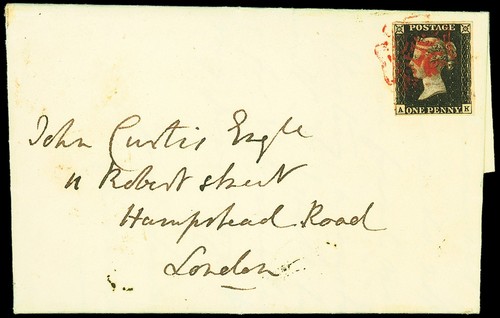 POSTAGE
A ONE PENNY K
John Curtis Esqre
11 Robert Street
Hampstead Road
London